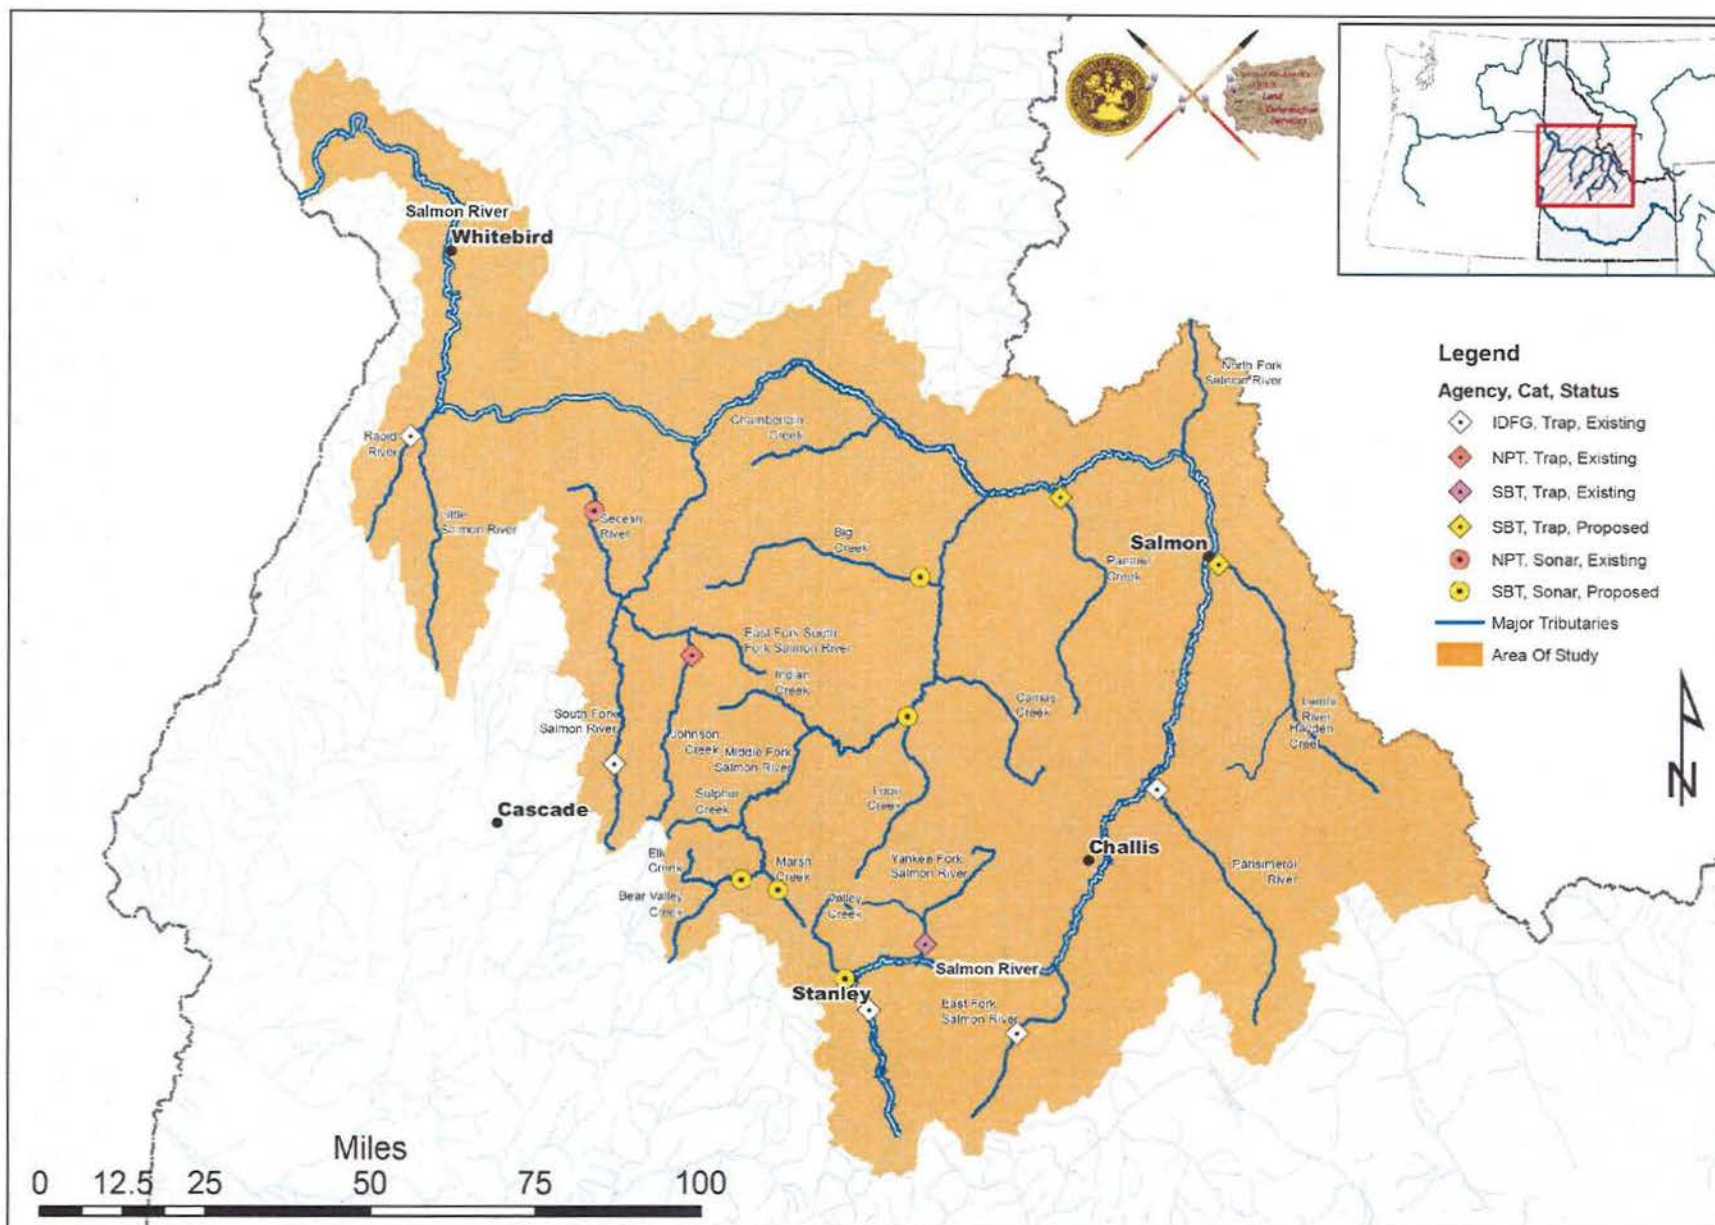 Salmon River
Whitebird
Rapid
River
Little
Salmon River
Secesh
River
Chamberlain
Creek
North Fork
Salmon River
Big
Creek
Salmon
Panther
Creek
East Fork South
Fork Salmon River
Indian
Creek
South Fork
Salmon River
Johnson
Creek
Middle Fork
Salmon River
Camas
Creek
Lemhi
River
Hayden
Creek
Sulphur
Creek
Loon
Creek
Cascade
Elk
Creek
Marsh
Creek
Yankee Fork
Salmon River
Challis
Pahsimeroi
River
Bear Valley
Creek
Valley
Creek
Salmon River
Stanley
East Fork
Salmon River
Land
Information
Services
Legend
Agency, Cat, Status
IDFG, Trap, Existing
NPT, Trap, Existing
SBT, Trap, Existing
SBT, Trap, Proposed
NPT, Sonar, Existing
SBT, Sonar, Proposed
Major Tributaries
Area Of Study
N
Miles
0 12.5 25 50 75 100